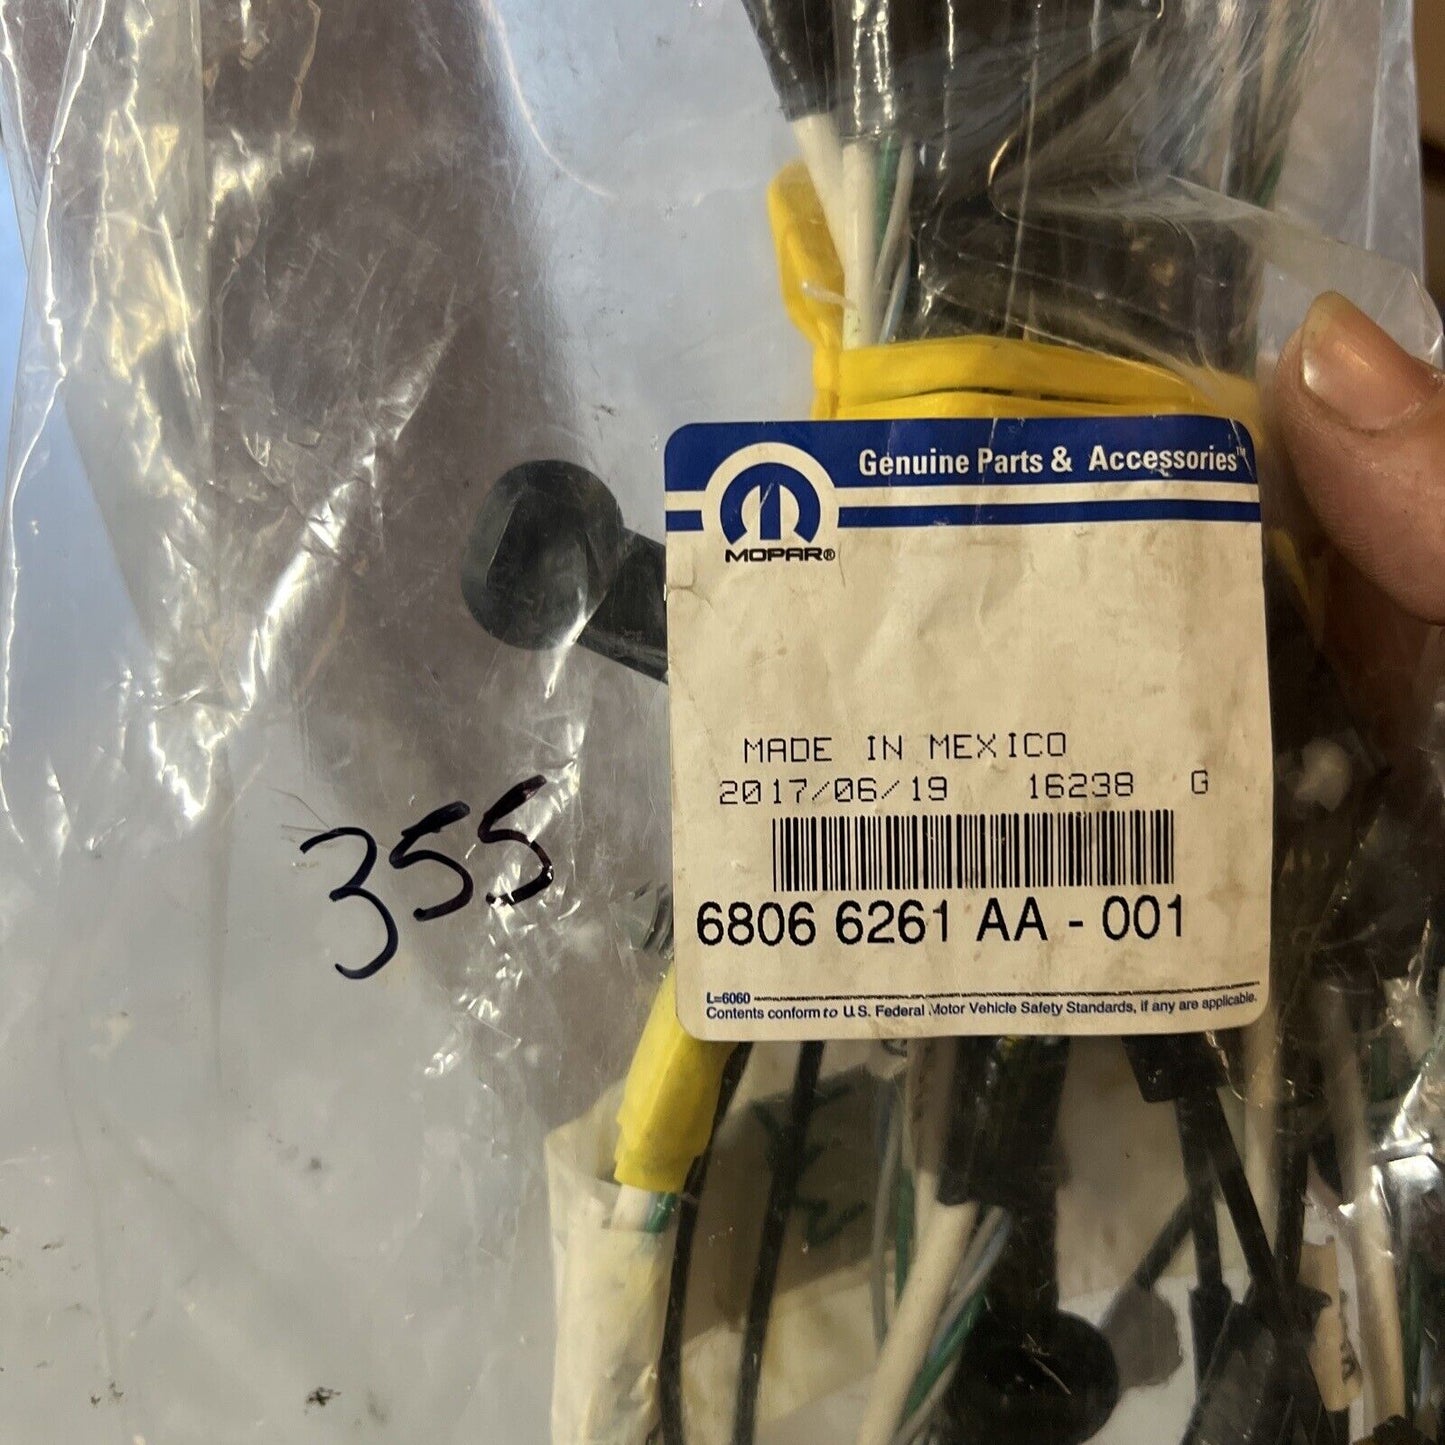 Genuine Parts & Accessories™
MOPAR®
MADE IN MEXICO
2017/06/19 16238 G
355
6806 6261 AA - 001
L=6060
Contents conform to U.S. Federal Motor Vehicle Safety Standards, if any are applicable.